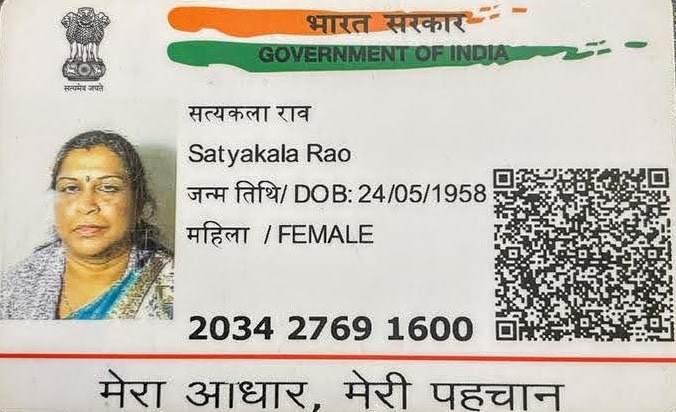 भारत सरकार
GOVERNMENT OF INDIA
सत्यमेव जयते
सत्यकला राव
Satyakala Rao
जन्म तिथि/ DOB: 24/05/1958
महिला / FEMALE
2034 2769 1600
मेरा आधार, मेरी पहचान